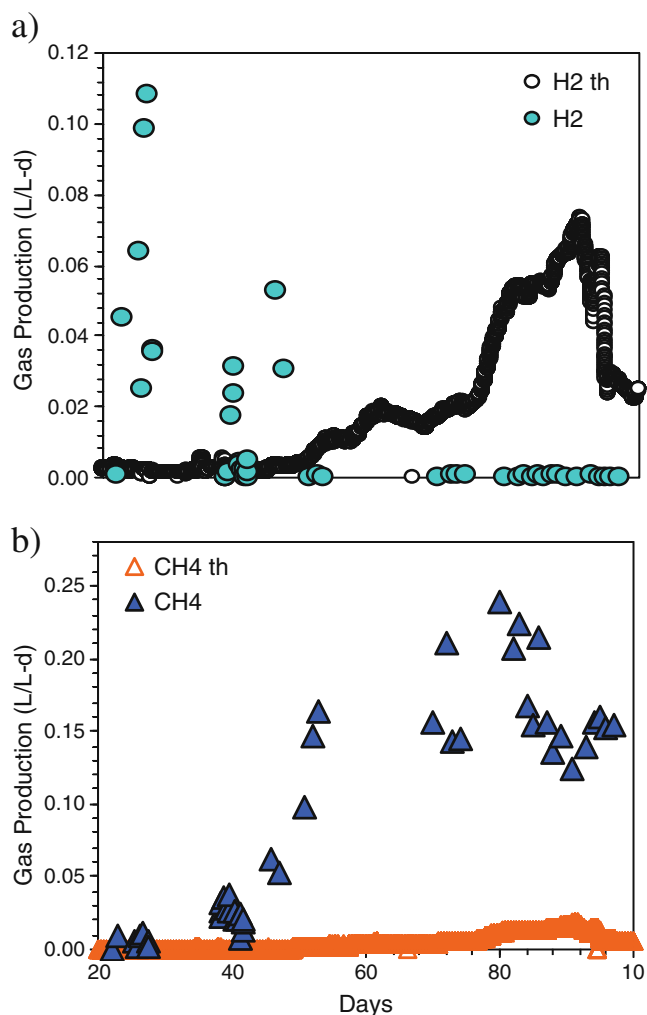 a)
0.12
0.10
0.08
0.06
0.04
0.02
0.00
Gas Production (L/L-d)
H2 th
H2
b)
0.25
0.20
0.15
0.10
0.05
0.00
Gas Production (L/L-d)
CH4 th
CH4
20 40 60 80 10
Days